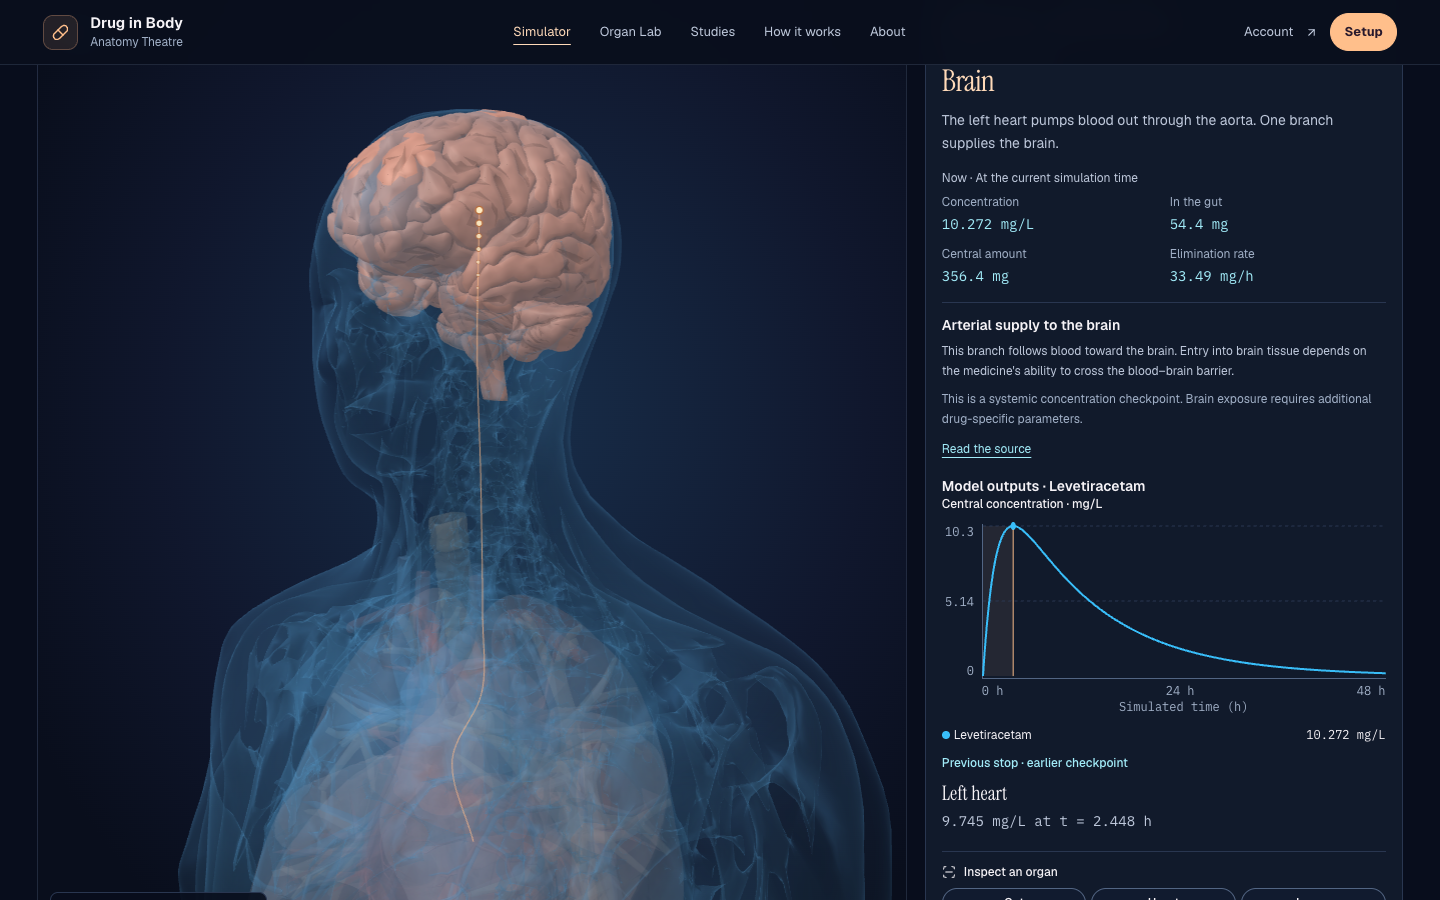 Drug in Body
Anatomy Theatre
Simulator
Organ Lab
Studies
How it works
About
Account
Setup
Brain
The left heart pumps blood out through the aorta. One branch
supplies the brain.
Now · At the current simulation time
Concentration
In the gut
10.272 mg/L
54.4 mg
Central amount
Elimination rate
356.4 mg
33.49 mg/h
Arterial supply to the brain
This branch follows blood toward the brain. Entry into brain tissue depends on
the medicine's ability to cross the blood–brain barrier.
This is a systemic concentration checkpoint. Brain exposure requires additional
drug-specific parameters.
Read the source
Model outputs · Levetiracetam
Central concentration · mg/L
10.3
5.14
0
0 h
24 h
48 h
Simulated time (h)
Levetiracetam
10.272 mg/L
Previous stop · earlier checkpoint
Left heart
9.745 mg/L at t = 2.448 h
Inspect an organ